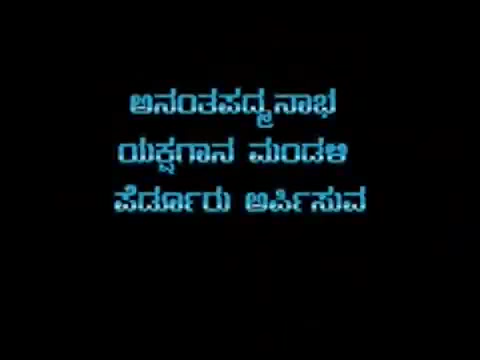 ಅನಂತಪದ್ಮನಾಭ
ಯಕ್ಷಗಾನ ಮಂಡಳಿ
ಪೆರ್ಡೂರು ಅರ್ಪಿಸುವ